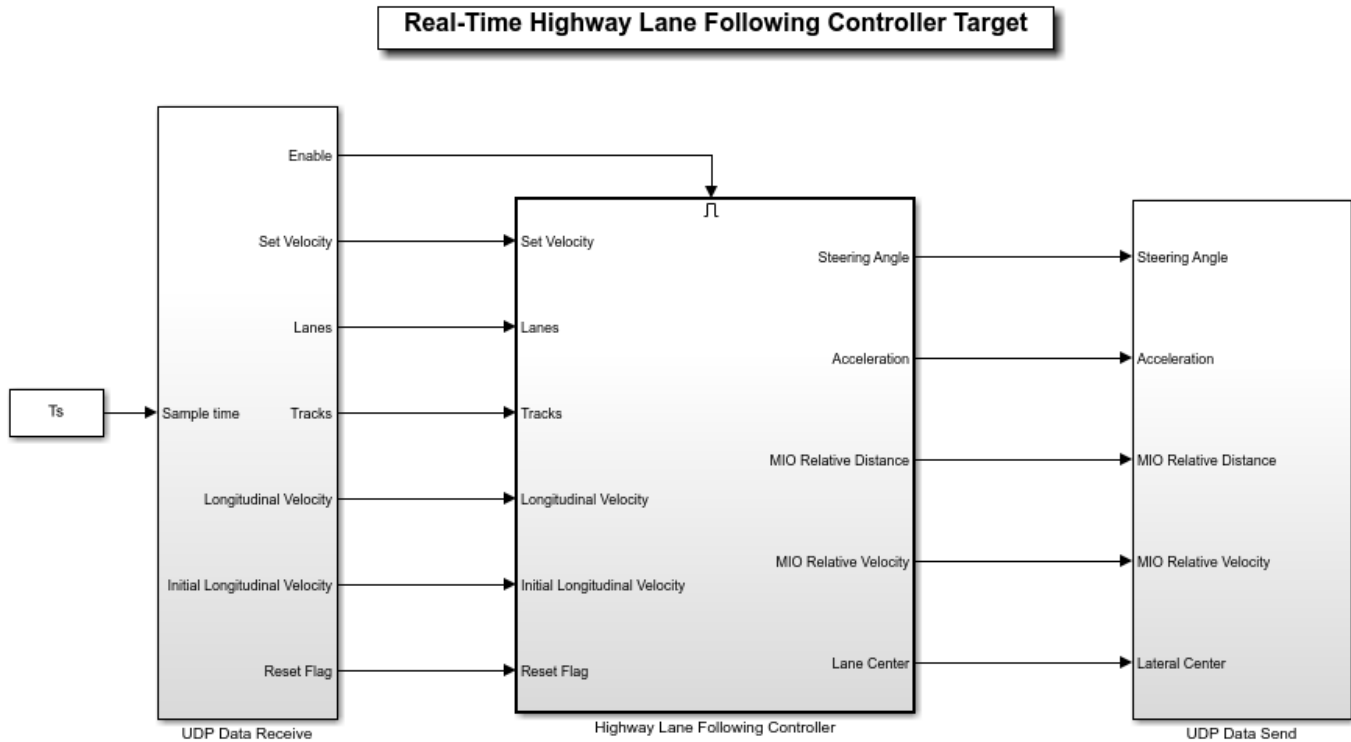 Real-Time Highway Lane Following Controller Target
Ts
Sample time
Enable
Set Velocity
Lanes
Tracks
Longitudinal Velocity
Initial Longitudinal Velocity
Reset Flag
UDP Data Receive
Set Velocity
Lanes
Tracks
Longitudinal Velocity
Initial Longitudinal Velocity
Reset Flag
Steering Angle
Acceleration
MIO Relative Distance
MIO Relative Velocity
Lane Center
Highway Lane Following Controller
Steering Angle
Acceleration
MIO Relative Distance
MIO Relative Velocity
Lateral Center
UDP Data Send